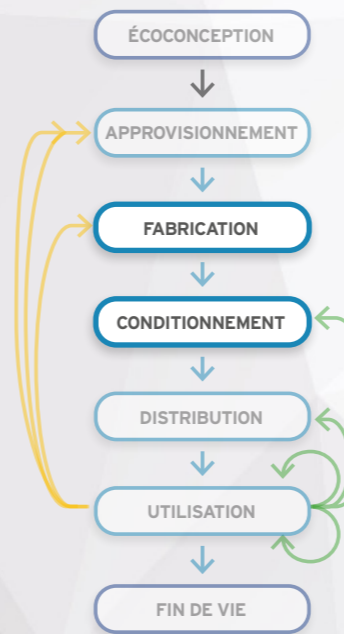 ÉCOCONCEPTION
APPROVISIONNEMENT
FABRICATION
CONDITIONNEMENT
DISTRIBUTION
UTILISATION
FIN DE VIE